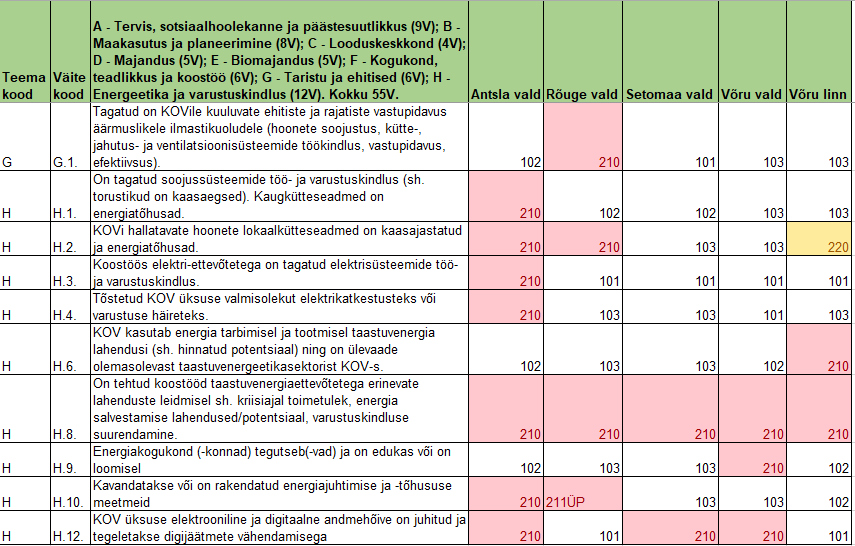 A - Tervis, sotsiaalhoolekanne ja päästesuutlikkus (9V); B -
Maakasutus ja planeerimine (8V); C - Looduskeskkond (4V);
D - Majandus (5V); E - Biomajandus (5V); F - Kogukond,
Teema Väite teadlikkus ja koostöö (6V); G - Taristu ja ehitised (6V); H -
kood kood Energeetika ja varustuskindlus (12V). Kokku 55V. Antsla vald Rõuge vald Setomaa vald Võru vald Võru linn
Tagatud on KOVile kuuluvate ehitiste ja rajatiste vastupidavus
äärmuslikele ilmastikuoludele (hoonete soojustus, kütte-,
jahutus- ja ventilatsioonisüsteemide töökindlus, vastupidavus,
G G.1. efektiivsus). 102 210 101 103 103
On tagatud soojussüsteemide töö- ja varustuskindlus (sh.
torustikud on kaasaegsed). Kaugkütteseadmed on
H H.1. energiatõhusad. 210 102 102 103 103
KOVi hallatavate hoonete lokaalkütteseadmed on kaasajastatud
H H.2. ja energiatõhusad. 210 210 103 103 220
Koostöös elektri-ettevõtetega on tagatud elektrisüsteemide töö-
H H.3. ja varustuskindlus. 210 101 101 101 101
Tõstetud KOV üksuse valmisolekut elektrikatkestusteks või
H H.4. varustuse häireteks. 210 103 103 101 103
KOV kasutab energia tarbimisel ja tootmisel taastuvenergia
lahendusi (sh. hinnatud potentsiaal) ning on ülevaade
H H.6. olemasolevast taastuvenergeetikasektorist KOV-s. 102 103 103 102 210
On tehtud koostööd taastuvenergiaettevõtetega erinevate
lahenduste leidmisel sh. kriisiajal toimetulek, energia
salvestamise lahendused/potentsiaal, varustuskindluse
H H.8. suurendamine. 210 210 210 210 210
Energiakogukond (-konnad) tegutseb(-vad) ja on edukas või on
H H.9. loomisel 102 103 103 210 102
Kavandatakse või on rakendatud energiajuhtimise ja -tõhususe
H H.10. meetmeid 210 211ÜP 103 103 102
KOV üksuse elektrooniline ja digitaalne andmehõive on juhitud ja
H H.12. tegeletakse digijäätmete vähendamisega 210 101 210 210 101